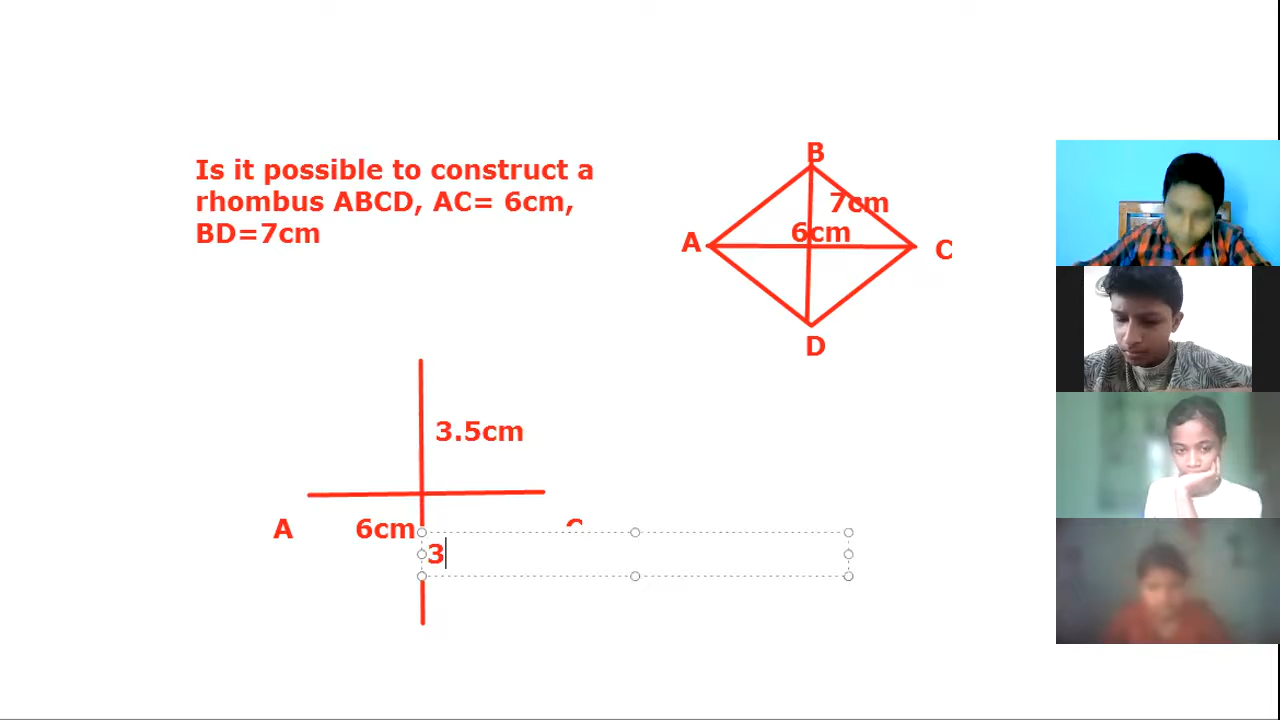 Is it possible to construct a
rhombus ABCD, AC= 6cm,
BD=7cm
B
7cm
6cm
A
C
D
3.5cm
A 6cm C
3